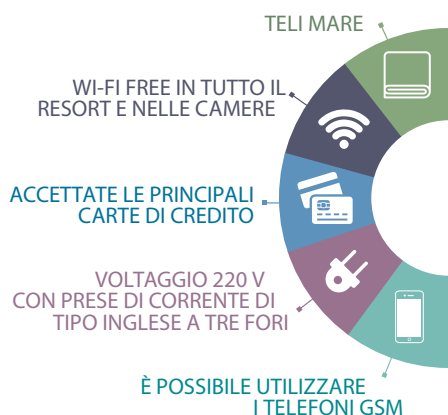 TELI MARE
WI-FI FREE IN TUTTO IL
RESORT E NELLE CAMERE
ACCETTATE LE PRINCIPALI
CARTE DI CREDITO
VOLTAGGIO 220 V
CON PRESE DI CORRENTE DI
TIPO INGLESE A TRE FORI
È POSSIBILE UTILIZZARE
I TELEFONI GSM